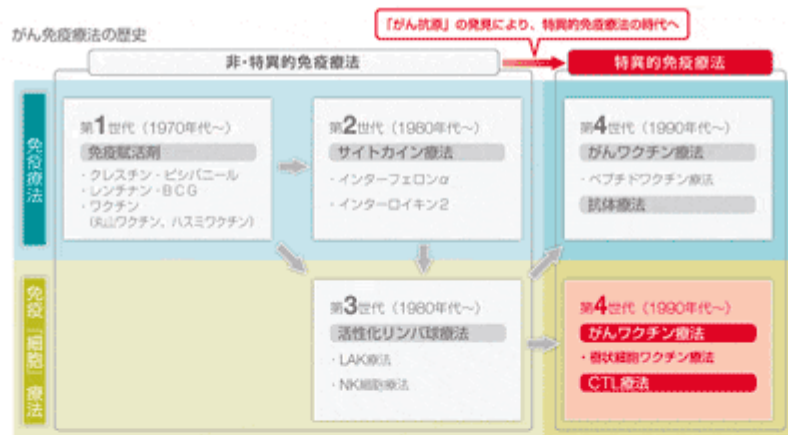 「がん抗原」の発見により、特異的免疫療法の時代へ
がん免疫療法の歴史
非・特異的免疫療法
特異的免疫療法
免疫療法
第1世代（1970年代～）
免疫賦活剤
・クレスチン・ピシバニール
・レンチナン・BCG
・ワクチン
（丸山ワクチン、ハスミワクチン）
第2世代（1980年代～）
サイトカイン療法
・インターフェロンα
・インターロイキン2
第4世代（1990年代～）
がんワクチン療法
・ペプチドワクチン療法
抗体療法
免疫『細胞』療法
第3世代（1980年代～）
活性化リンパ球療法
・LAK療法
・NK細胞療法
第4世代（1990年代～）
がんワクチン療法
・樹状細胞ワクチン療法
CTL療法